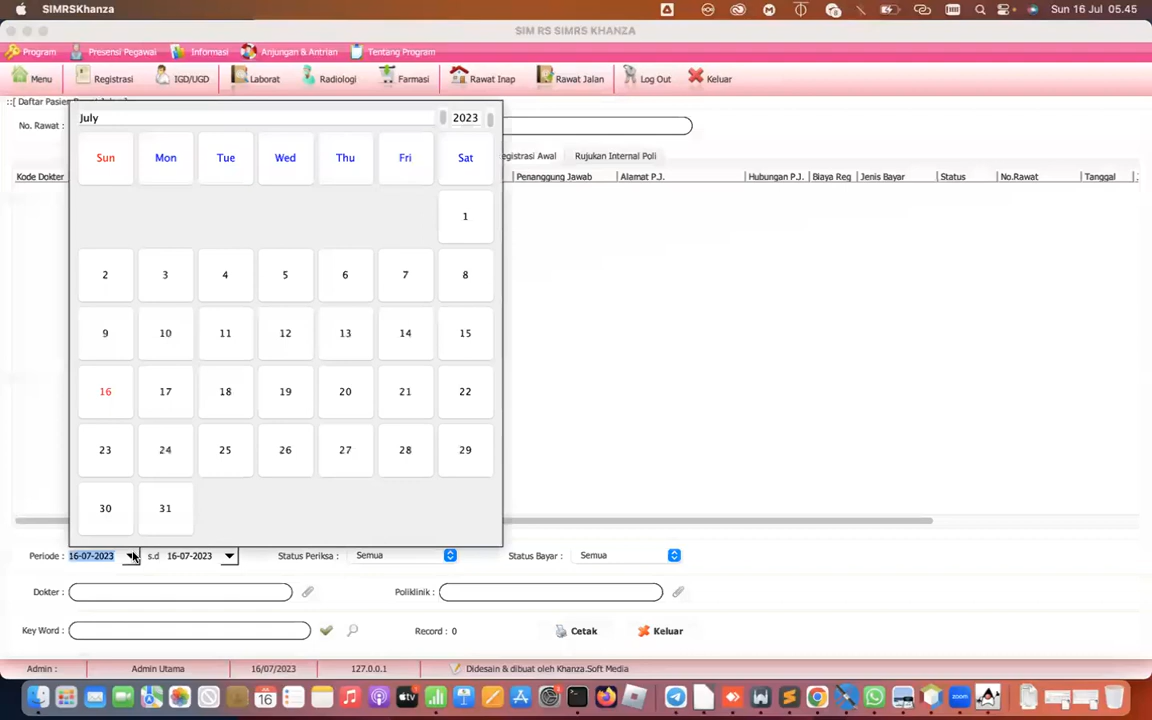 SIMRSKhanza Sun 16 Jul 05.45
SIM RS SIMRS KHANZA
Program Presensi Pegawai Informasi Anjungan & Antrian Tentang Program
Menu Registrasi IGD/UGD Laborat Radiologi Farmasi Rawat Inap Rawat Jalan Log Out Keluar
::[ Daftar Pasien
No. Rawat :
July 2023
Sun Mon Tue Wed Thu Fri Sat
1
2 3 4 5 6 7 8
9 10 11 12 13 14 15
16 17 18 19 20 21 22
23 24 25 26 27 28 29
30 31
egistrasi Awal Rujukan Internal Poli
Kode Dokter Penanggung Jawab Alamat P.J. Hubungan P.J. Biaya Reg Jenis Bayar Status No.Rawat Tanggal
Periode : 16-07-2023 s.d 16-07-2023 Status Periksa : Semua Status Bayar : Semua
Dokter : Poliklinik :
Key Word : Record : 0 Cetak Keluar
Admin : Admin Utama 16/07/2023 127.0.0.1 Didesain & dibuat oleh Khanza.Soft Media